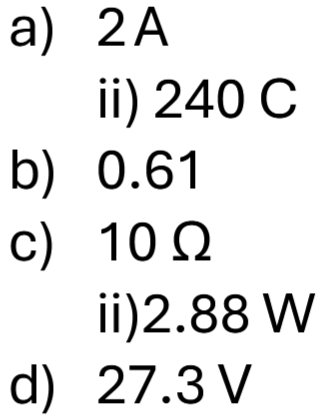 a) 2 A
ii) 240 C
b) 0.61
c) 10 Ω
ii)2.88 W
d) 27.3 V